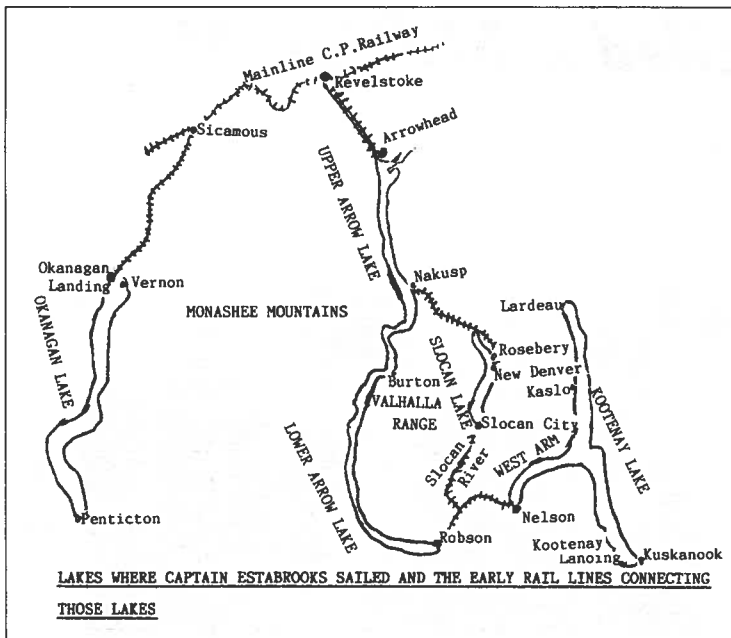 Mainline C.P.Railway
Revelstoke
Sicamous
Arrowhead
UPPER ARROW LAKE
Okanagan
Landing
Vernon
Nakusp
MONASHEE MOUNTAINS
Lardeau
OKANAGAN LAKE
Rosebery
SLOCAN LAKE
New Denver
Burton
Kaslo
VALHALLA
RANGE
KOOTENAY LAKE
Slocan City
LOWER ARROW LAKE
Slocan
River
WEST ARM
Penticton
Nelson
Robson
Kootenay
Landing
Kuskanook
LAKES WHERE CAPTAIN ESTABROOKS SAILED AND THE EARLY RAIL LINES CONNECTING
THOSE LAKES